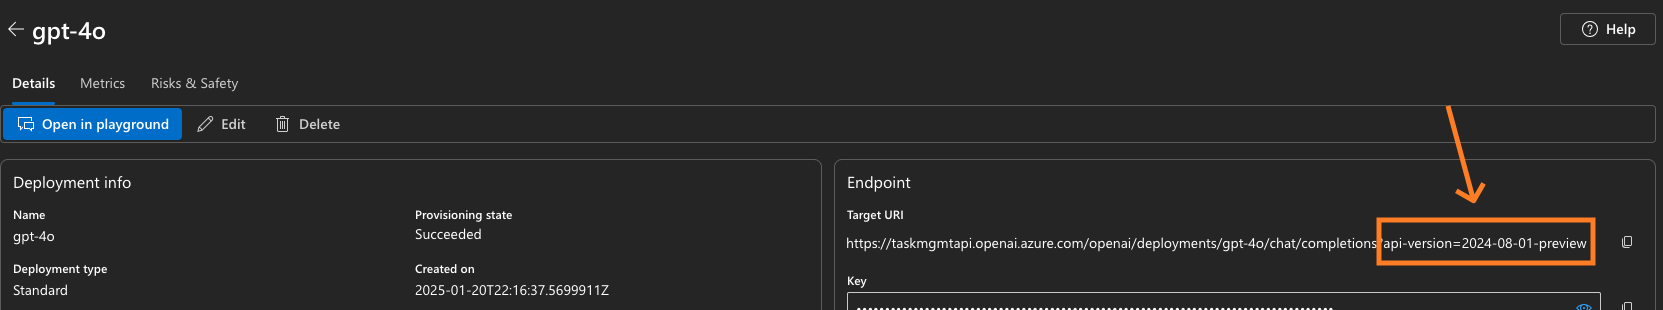 gpt-4o
Help
Details Metrics Risks & Safety
Open in playground Edit Delete
Deployment info
Name Provisioning state
gpt-4o Succeeded
Deployment type Created on
Standard 2025-01-20T22:16:37.5699911Z
Endpoint
Target URI
https://taskmgmtapi.openai.azure.com/openai/deployments/gpt-4o/chat/completions?api-version=2024-08-01-preview
Key